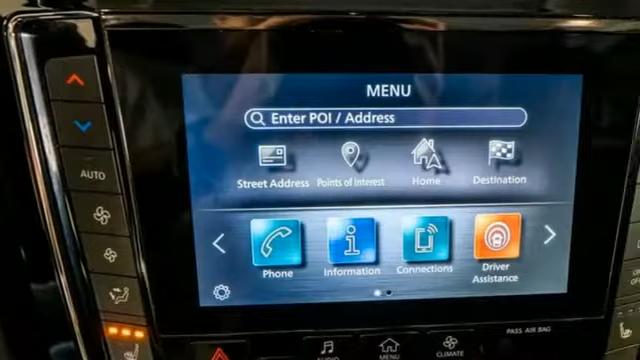 MENU
Enter POI / Address
Street Address
Points of Interest
Home
Destination
Phone
Information
Connections
Driver
Assistance
AUTO
PASS AIR BAG
AUDIO
MENU
CLIMATE